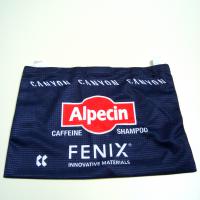 CANYON CANYON CANYON
Alpecin
CAFFEINE SHAMPOO
FENIX
INNOVATIVE MATERIALS